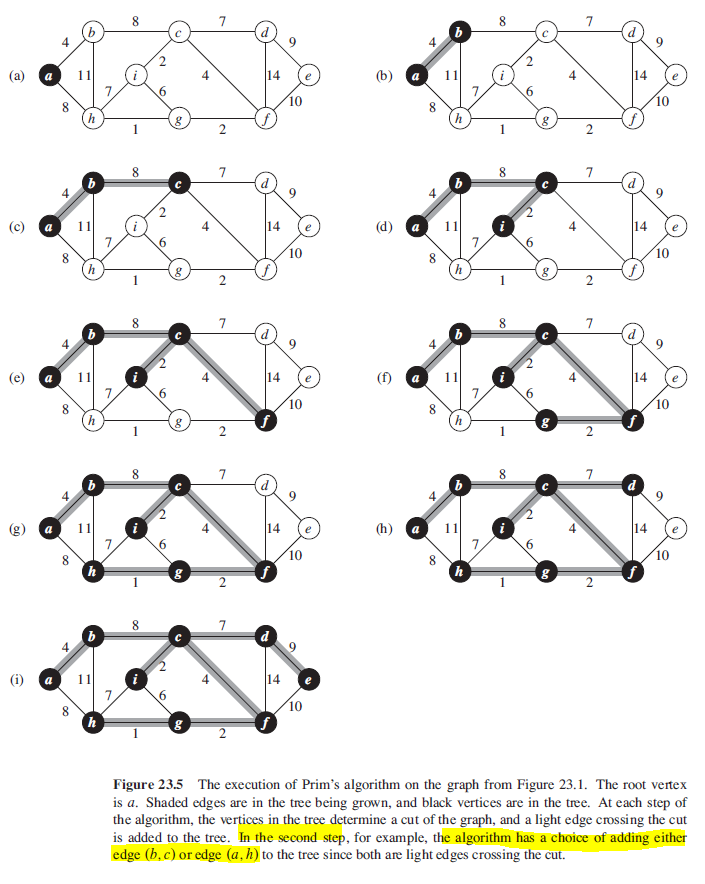 8 7 8 7
b c d b c d
4 9 4 9
2 2
(a) a 11 i 4 14 e (b) a 11 i 4 14 e
7 6 7 6
8 10 8 10
h g f h g f
1 2 1 2
8 7 8 7
b c d b c d
4 9 4 9
2 2
(c) a 11 i 4 14 e (d) a 11 i 4 14 e
7 6 7 6
8 10 8 10
h g f h g f
1 2 1 2
8 7 8 7
b c d b c d
4 9 4 9
2 2
(e) a 11 i 4 14 e (f) a 11 i 4 14 e
7 6 7 6
8 10 8 10
h g f h g f
1 2 1 2
8 7 8 7
b c d b c d
4 9 4 9
2 2
(g) a 11 i 4 14 e (h) a 11 i 4 14 e
7 6 7 6
8 10 8 10
h g f h g f
1 2 1 2
8 7
b c d
4 9
2
(i) a 11 i 4 14 e
7 6
8 10
h g f
1 2
Figure 23.5 The execution of Prim's algorithm on the graph from Figure 23.1. The root vertex
is a. Shaded edges are in the tree being grown, and black vertices are in the tree. At each step of
the algorithm, the vertices in the tree determine a cut of the graph, and a light edge crossing the cut
is added to the tree. In the second step, for example, the algorithm has a choice of adding either
edge (b, c) or edge (a, h) to the tree since both are light edges crossing the cut.